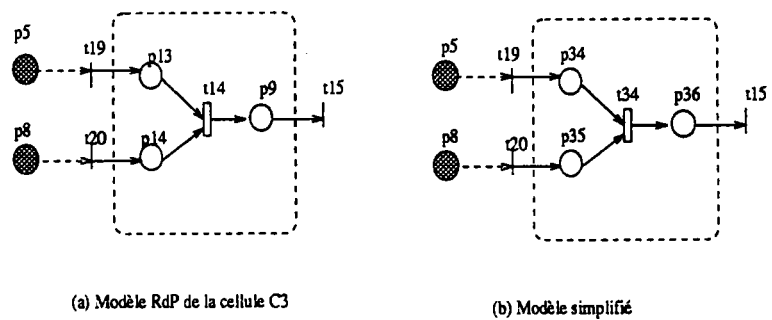 p5
t19
p13
t14
p9
t15
p8
t20
p14
p5
t19
p34
t34
p36
t15
p8
t20
p35
(a) Modèle RdP de la cellule C3
(b) Modèle simplifié